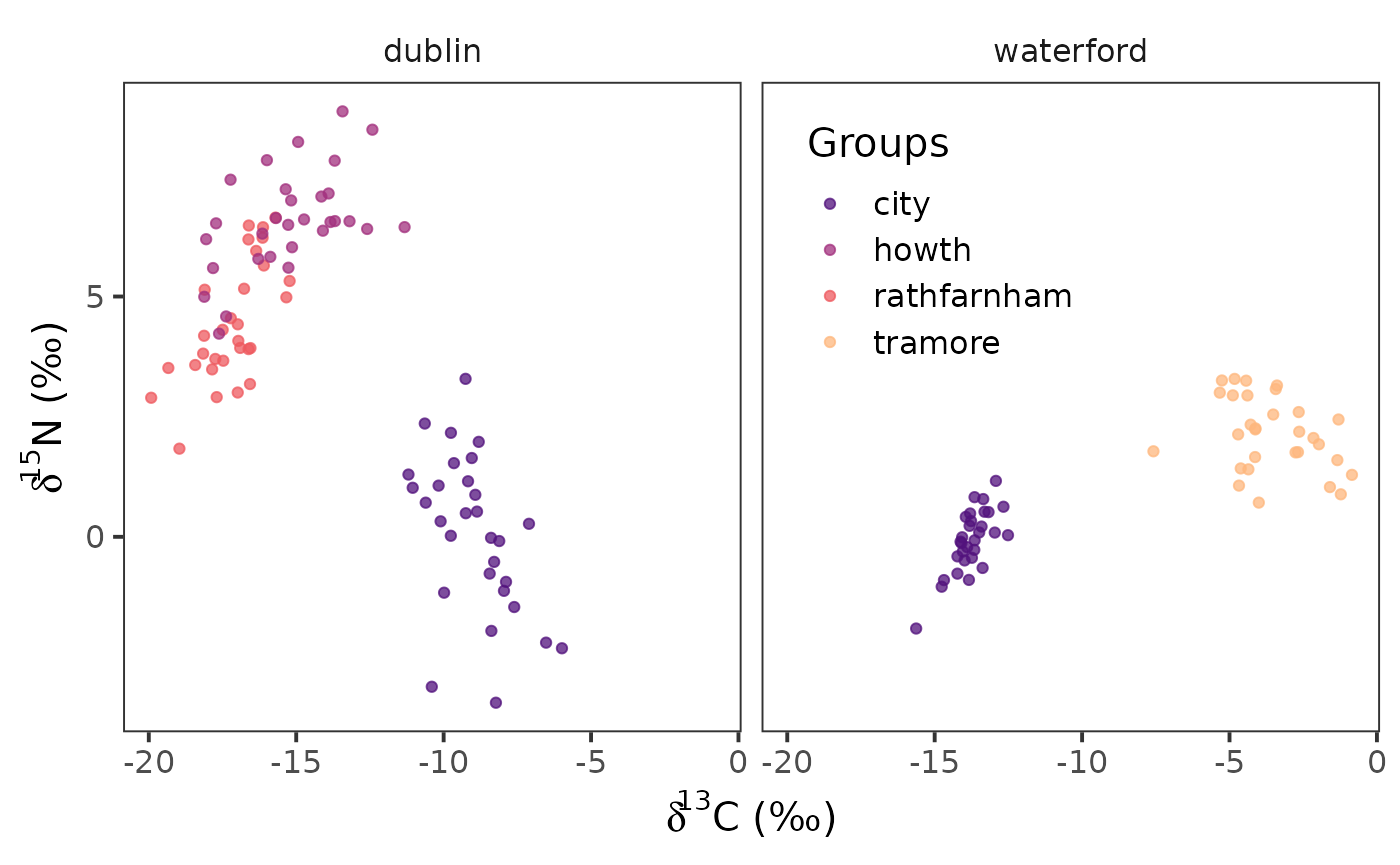 dublin
waterford
Groups
city
howth
rathfarnham
tramore
5
0
δ¹⁵N (‰)
-20 -15 -10 -5 0
-20 -15 -10 -5 0
δ¹³C (‰)